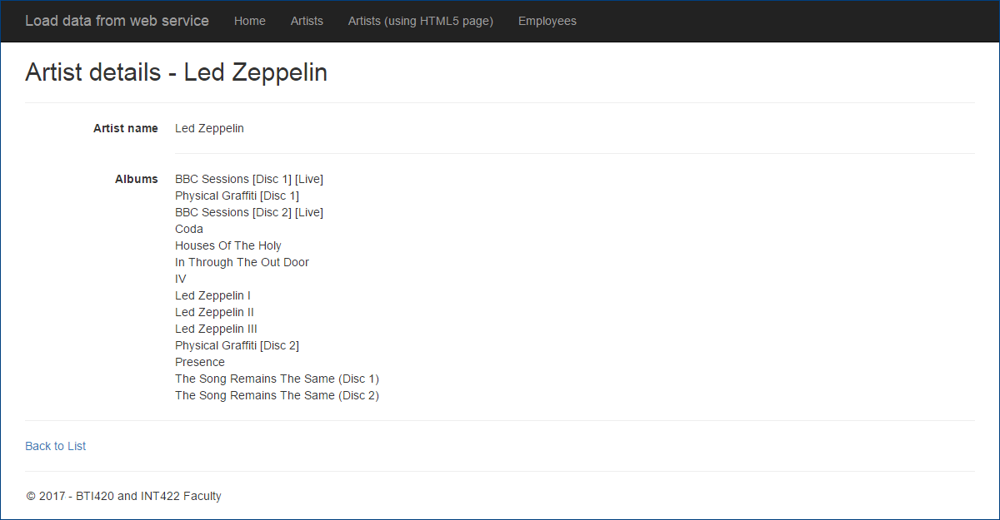 Load data from web service Home Artists Artists (using HTML5 page) Employees
Artist details - Led Zeppelin
Artist name Led Zeppelin
Albums BBC Sessions [Disc 1] [Live]
Physical Graffiti [Disc 1]
BBC Sessions [Disc 2] [Live]
Coda
Houses Of The Holy
In Through The Out Door
IV
Led Zeppelin I
Led Zeppelin II
Led Zeppelin III
Physical Graffiti [Disc 2]
Presence
The Song Remains The Same (Disc 1)
The Song Remains The Same (Disc 2)
Back to List
© 2017 - BTI420 and INT422 Faculty